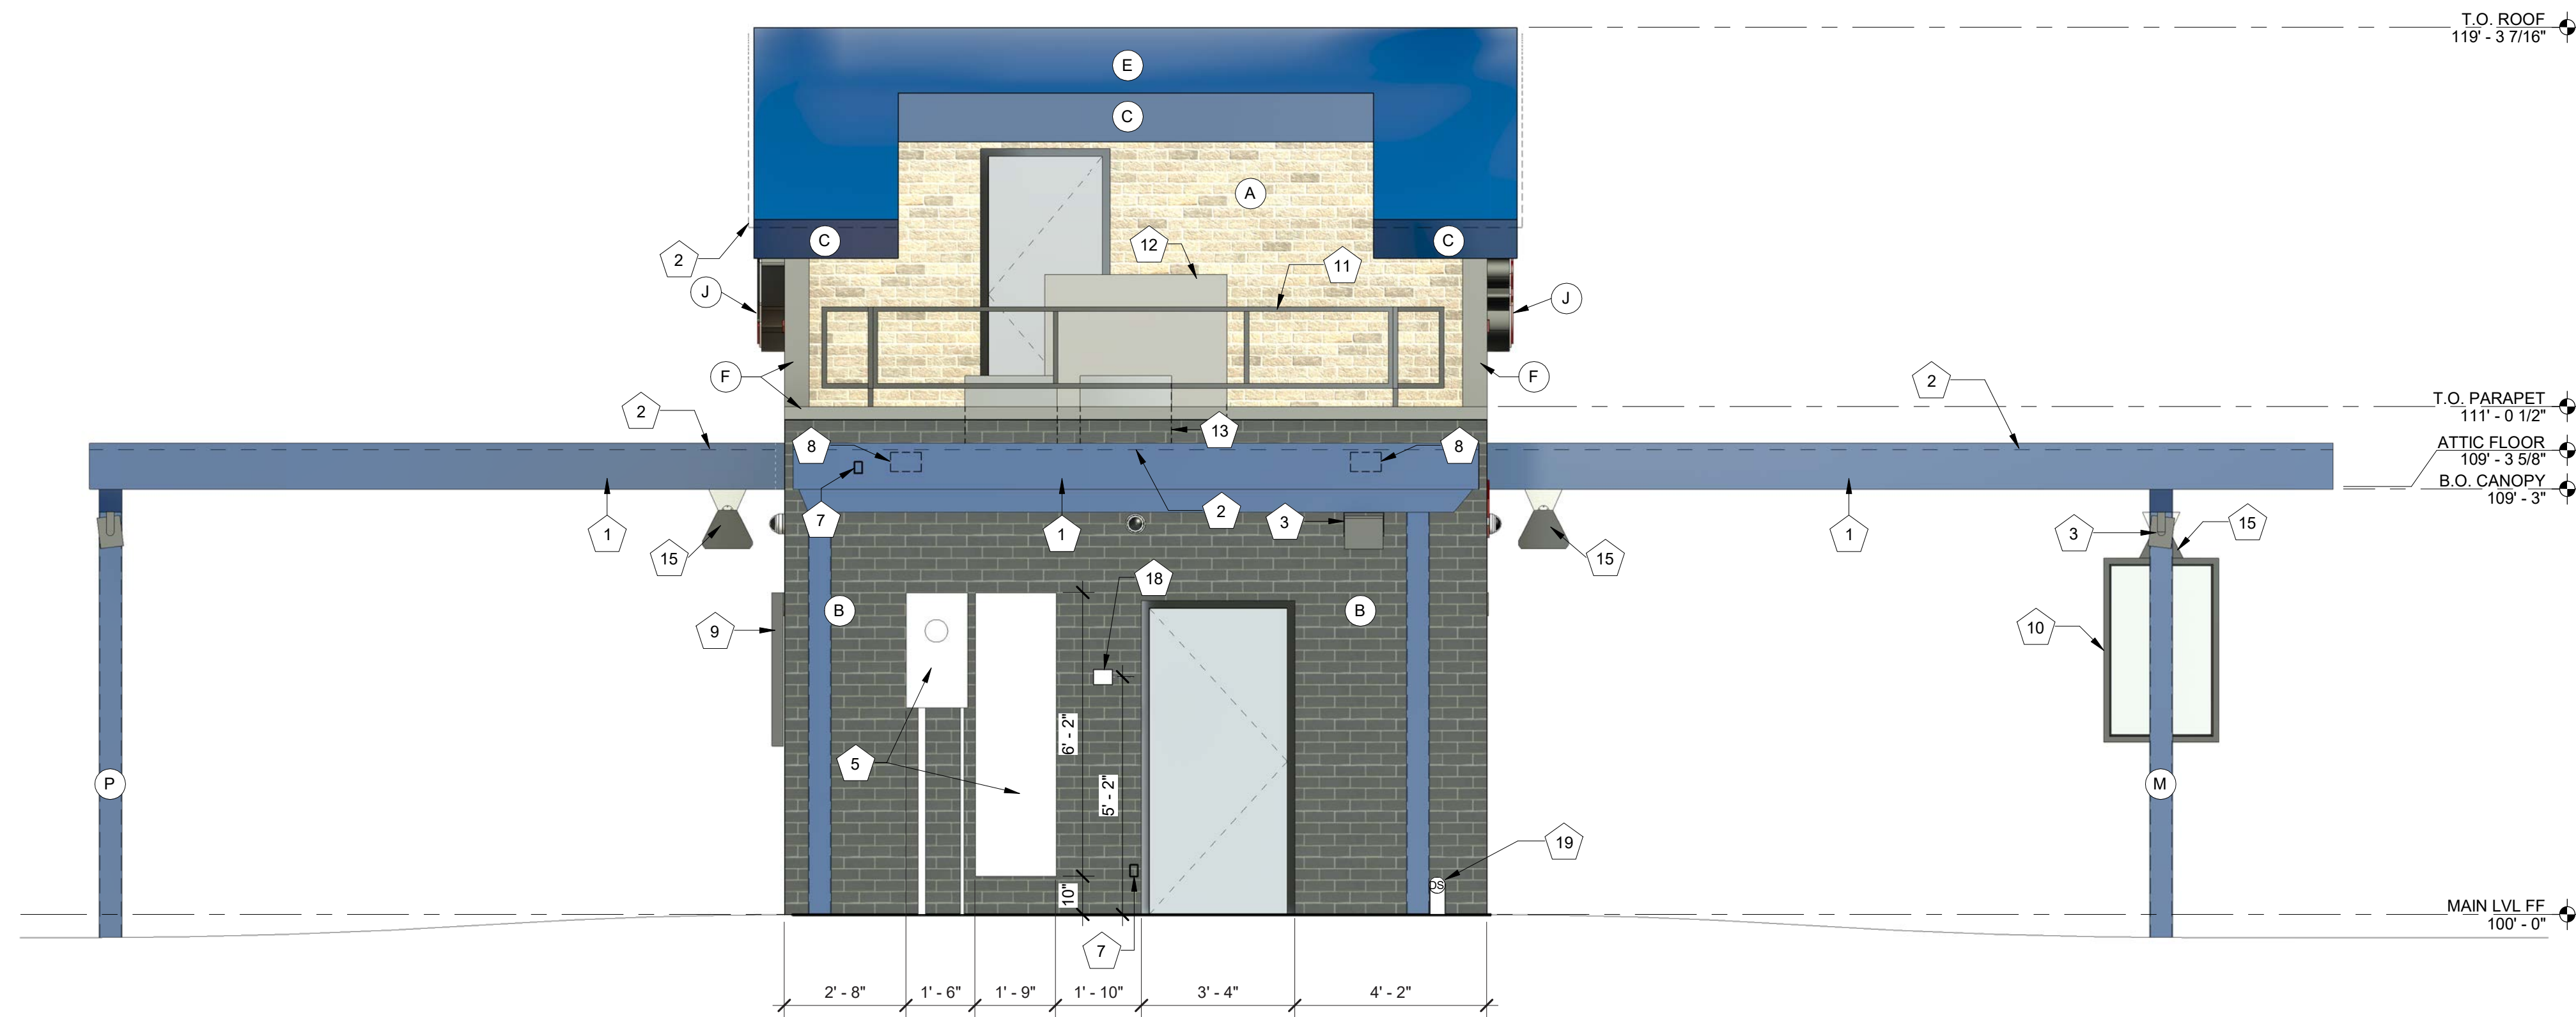 T.O. ROOF
119' - 3 7/16"
E
C
A
C
C
2
12
11
J
J
F
F
2
2
T.O. PARAPET
111' - 0 1/2"
13
8
8
ATTIC FLOOR
109' - 3 5/8"
B.O. CANOPY
109' - 3"
1
7
1
2
3
1
3
15
15
15
18
B
B
9
10
6' - 2"
5
5' - 2"
P
M
19
10"
DS
MAIN LVL FF
100' - 0"
7
2' - 8"
1' - 6"
1' - 9"
1' - 10"
3' - 4"
4' - 2"